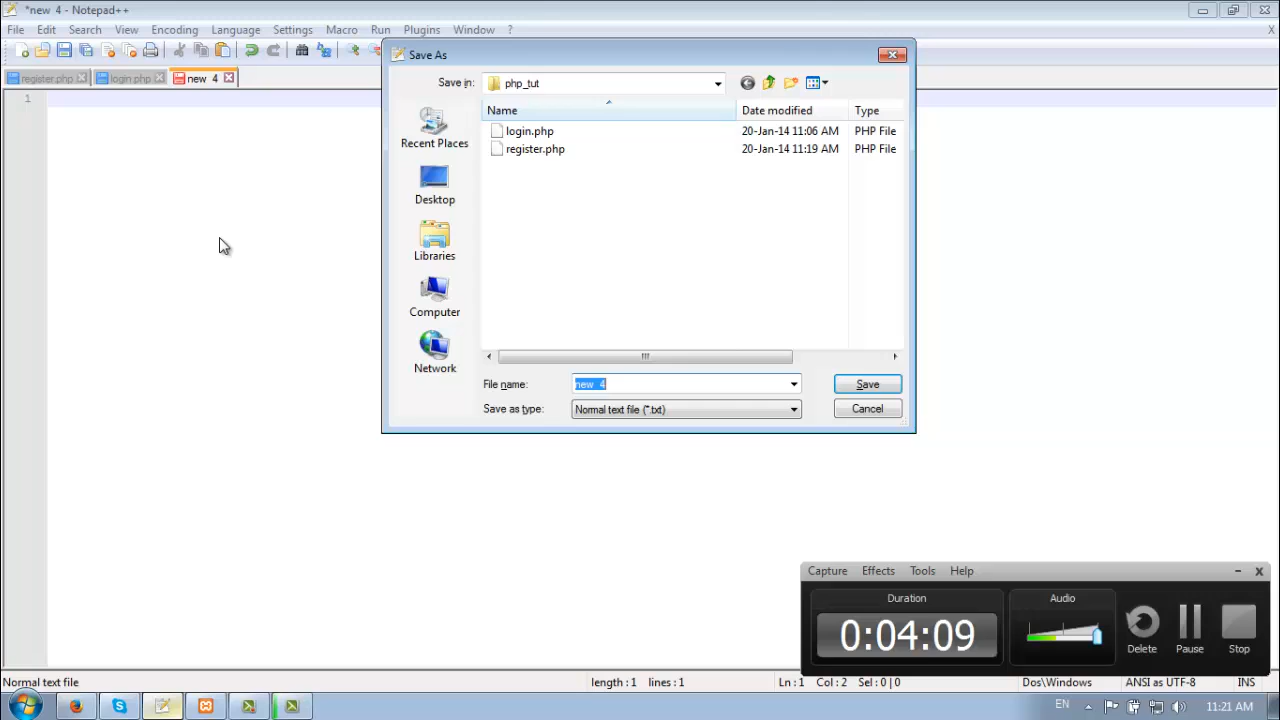 *new 4 - Notepad++
File Edit Search View Encoding Language Settings Macro Run Plugins Window ? X
register.php login.php new 4
1
Save As
Save in: php_tut
Name Date modified Type
login.php 20-Jan-14 11:06 AM PHP File
register.php 20-Jan-14 11:19 AM PHP File
Recent Places
Desktop
Libraries
Computer
Network
File name: new 4 Save
Save as type: Normal text file (*.txt) Cancel
Capture Effects Tools Help
Duration Audio
0:04:09
Delete Pause Stop
Normal text file length : 1 lines : 1 Ln : 1 Col : 2 Sel : 0 | 0 Dos\Windows ANSI as UTF-8 INS
EN 11:21 AM